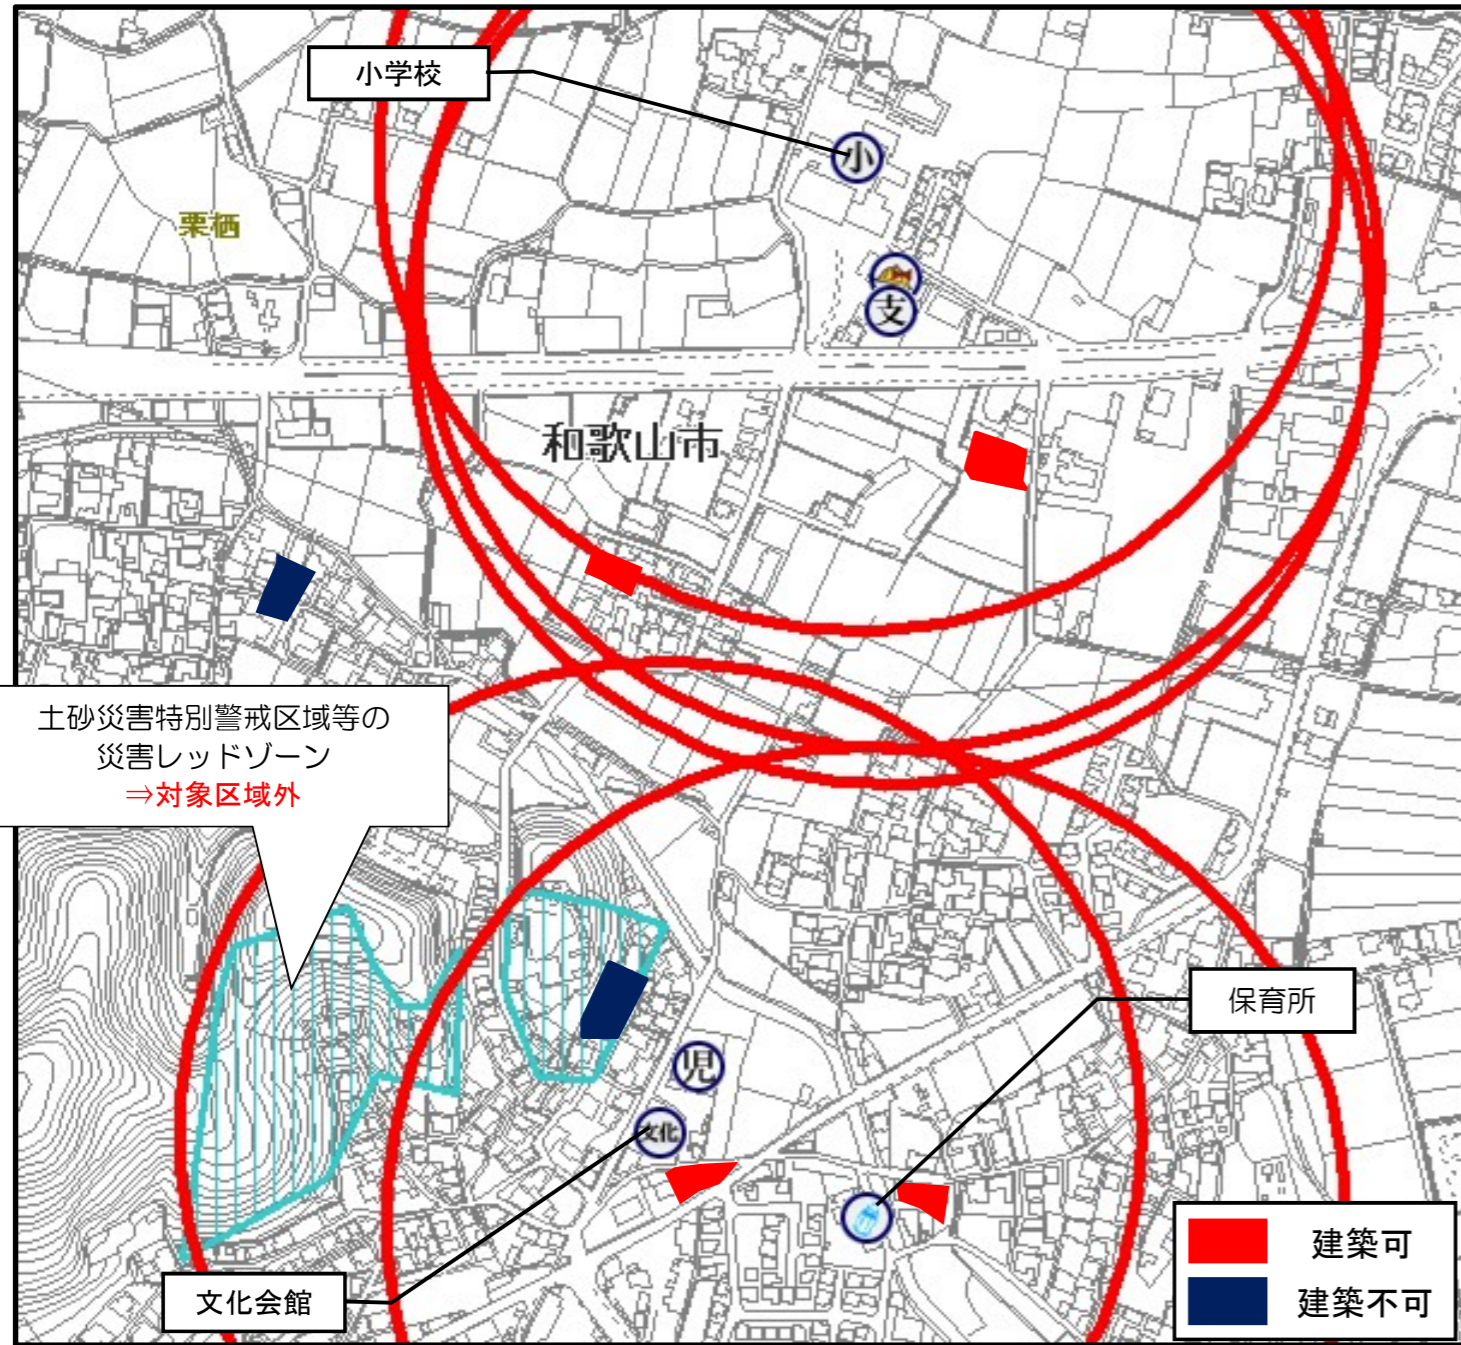 小学校
小
栗栖
支
和歌山市
土砂災害特別警戒区域等の
災害レッドゾーン
⇒対象区域外
保育所
児
文化
文化会館
建築可
建築不可